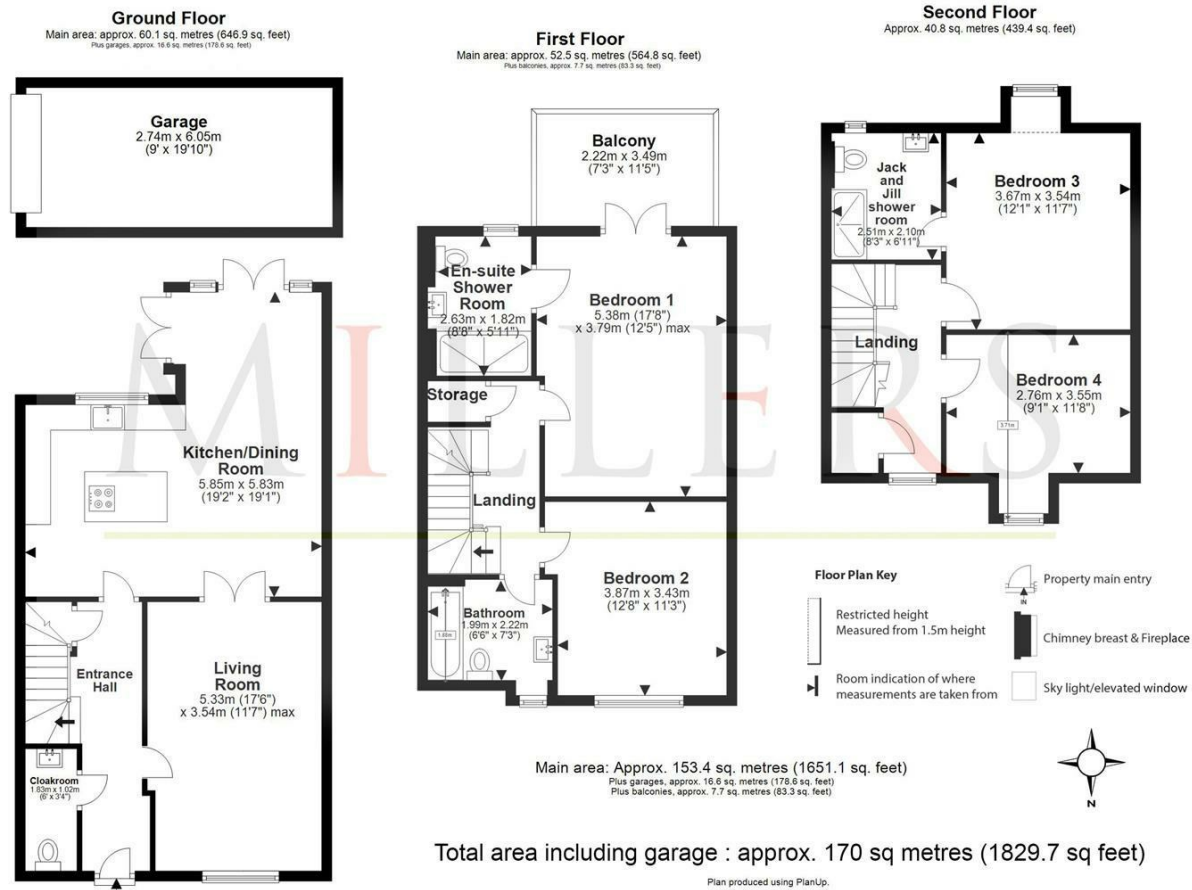 Ground Floor
Main area: approx. 60.1 sq. metres (646.9 sq. feet)
Plus garages, approx. 16.6 sq. metres (178.6 sq. feet)
Garage
2.74m x 6.05m
(9' x 19'10")
Kitchen/Dining
Room
5.85m x 5.83m
(19'2" x 19'1")
Entrance
Hall
Living
Room
5.33m (17'6")
x 3.54m (11'7") max
Cloakroom
1.83m x 1.02m
(6' x 3'4")
First Floor
Main area: approx. 52.5 sq. metres (564.8 sq. feet)
Plus balconies, approx. 7.7 sq. metres (83.3 sq. feet)
Balcony
2.22m x 3.49m
(7'3" x 11'5")
En-suite
Shower
Room
2.63m x 1.82m
(8'8" x 5'11")
Bedroom 1
5.38m (17'8")
x 3.79m (12'5") max
Storage
Landing
Bedroom 2
3.87m x 3.43m
(12'8" x 11'3")
Bathroom
1.99m x 2.22m
(6'6" x 7'3")
Second Floor
Approx. 40.8 sq. metres (439.4 sq. feet)
Jack
and
Jill
shower
room
2.51m x 2.10m
(8'3" x 6'11")
Bedroom 3
3.67m x 3.54m
(12'1" x 11'7")
Landing
Bedroom 4
2.76m x 3.55m
(9'1" x 11'8")
3.71m
MILLERS
Floor Plan Key
Restricted height
Measured from 1.5m height
Room indication of where
measurements are taken from
Property main entry
IN
Chimney breast & Fireplace
Sky light/elevated window
N
Main area: Approx. 153.4 sq. metres (1651.1 sq. feet)
Plus garages, approx. 16.6 sq. metres (178.6 sq. feet)
Plus balconies, approx. 7.7 sq. metres (83.3 sq. feet)
Total area including garage : approx. 170 sq metres (1829.7 sq feet)
Plan produced using PlanUp.